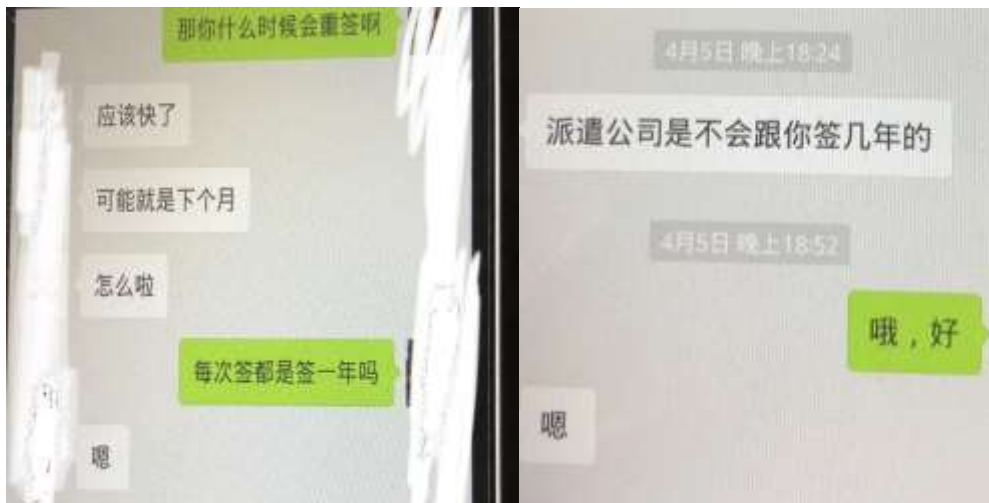 那你什么时候会重签啊
应该快了
可能就是下个月
怎么啦
每次签都是签一年吗
嗯
4月5日 晚上18:24
派遣公司是不会跟你签几年的
4月5日 晚上18:52
哦，好
嗯